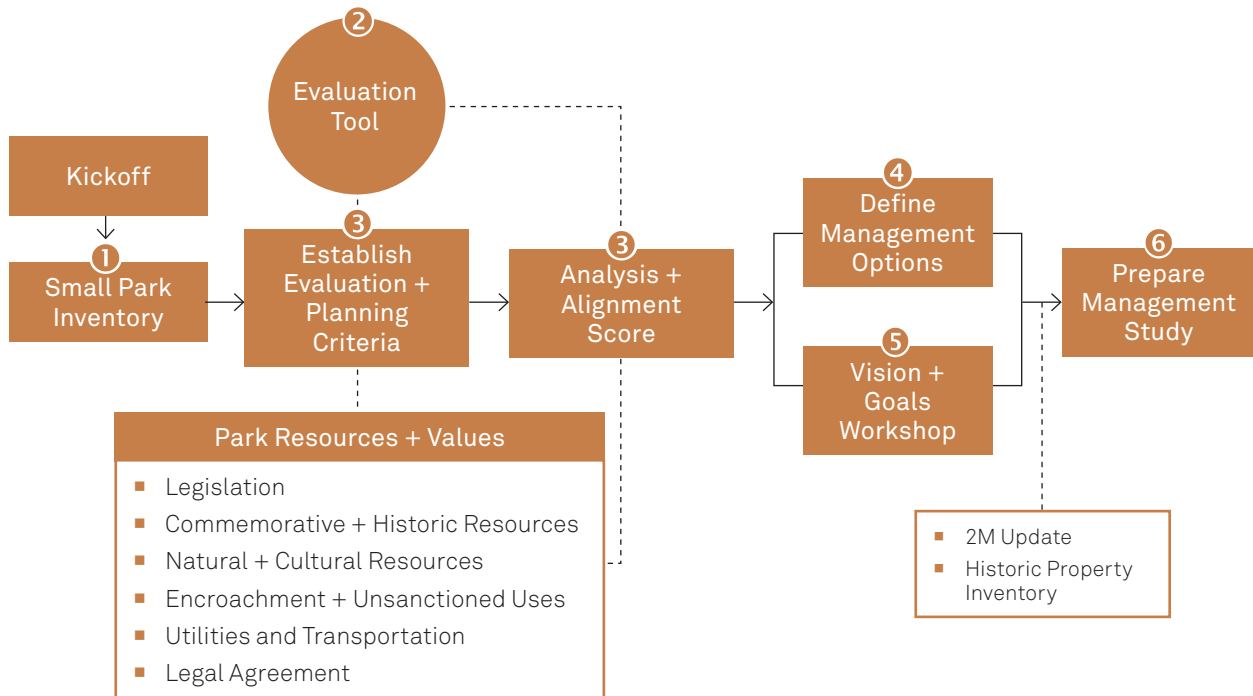 2
Evaluation
Tool
Kickoff
1
Small Park
Inventory
3
Establish
Evaluation +
Planning
Criteria
3
Analysis +
Alignment
Score
4
Define
Management
Options
5
Vision +
Goals
Workshop
6
Prepare
Management
Study
Park Resources + Values
Legislation
Commemorative + Historic Resources
Natural + Cultural Resources
Encroachment + Unsanctioned Uses
Utilities and Transportation
Legal Agreement
2M Update
Historic Property
Inventory